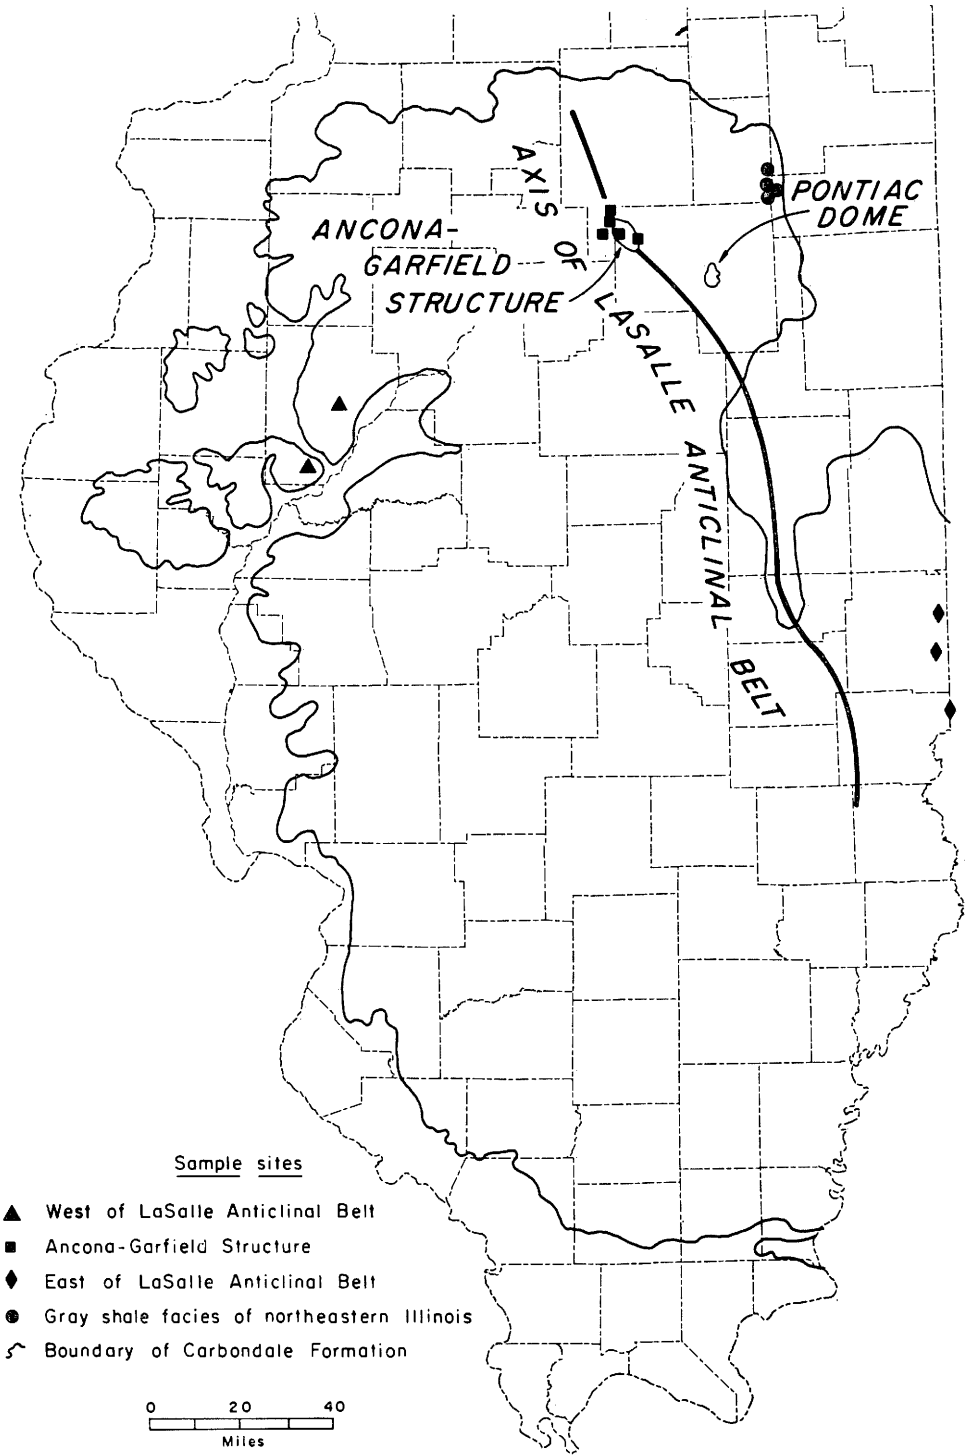 AXIS
OF
LASALLE
ANTICLINAL
BELT
PONTIAC
DOME
ANCONA-
GARFIELD
STRUCTURE
Sample sites
West of LaSalle Anticlinal Belt
Ancona-Garfield Structure
East of LaSalle Anticlinal Belt
Gray shale facies of northeastern Illinois
Boundary of Carbondale Formation
0 20 40
Miles